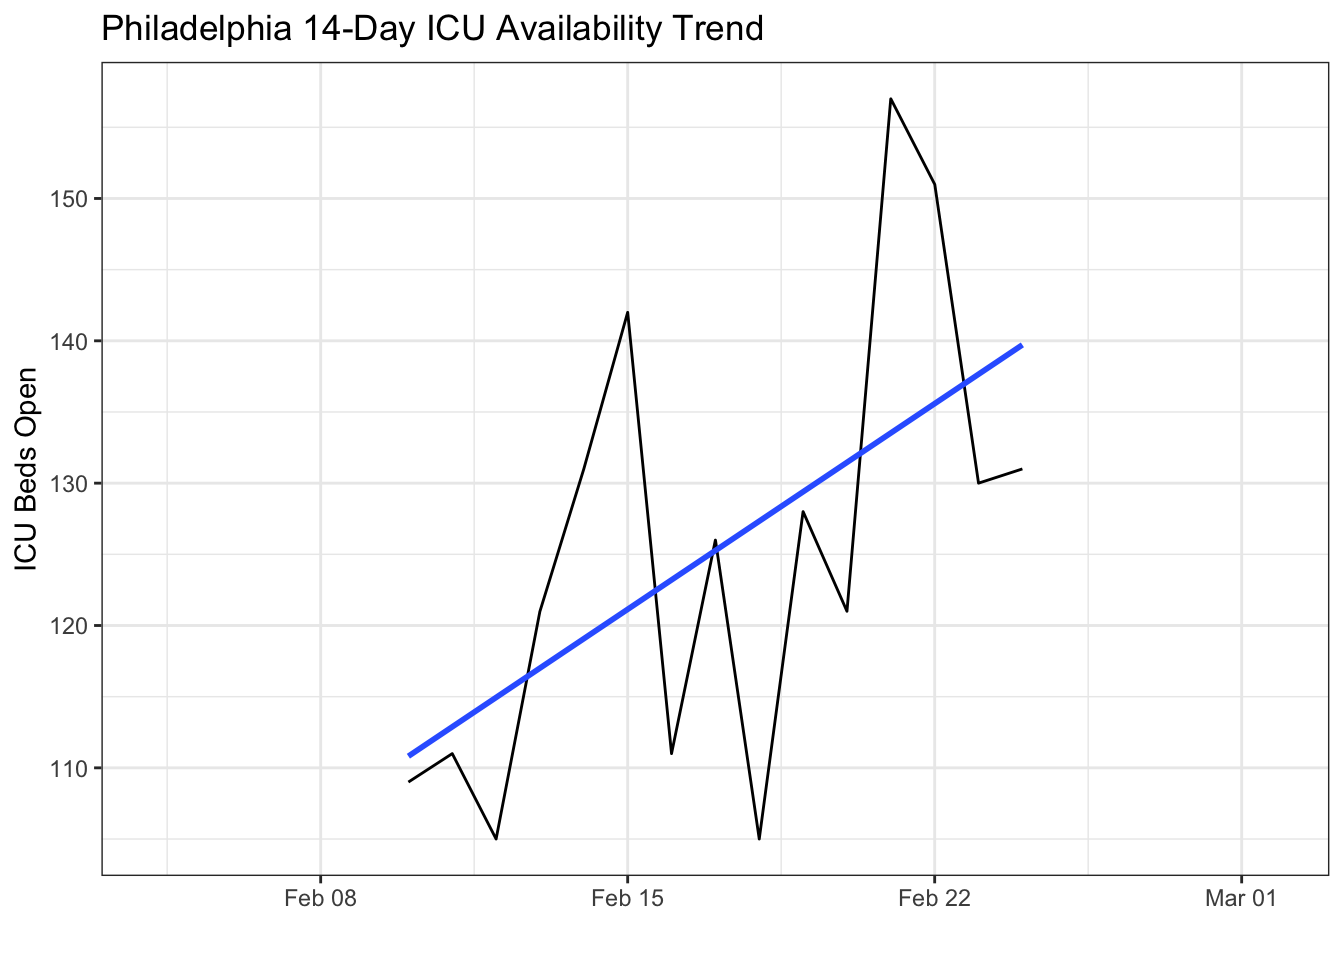 Philadelphia 14-Day ICU Availability Trend
ICU Beds Open
150
140
130
120
110
Feb 08
Feb 15
Feb 22
Mar 01